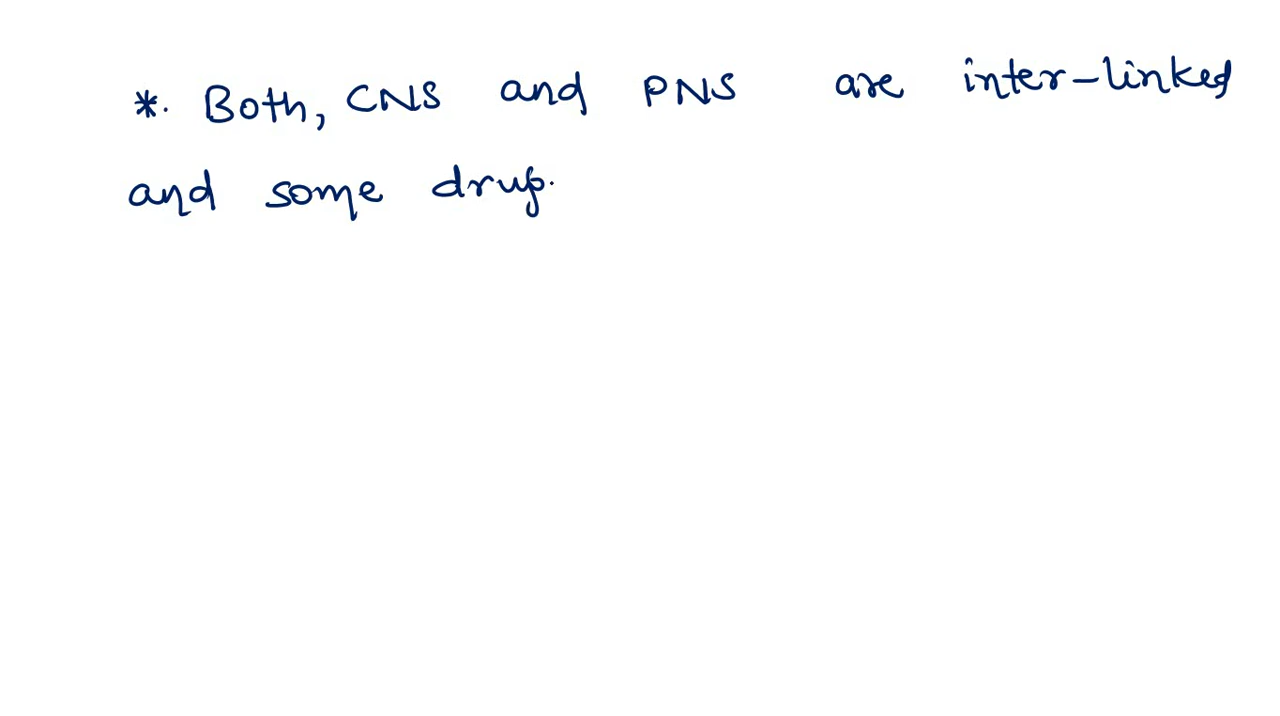 *. Both, CNS and PNS are inter-linked
and some drug.